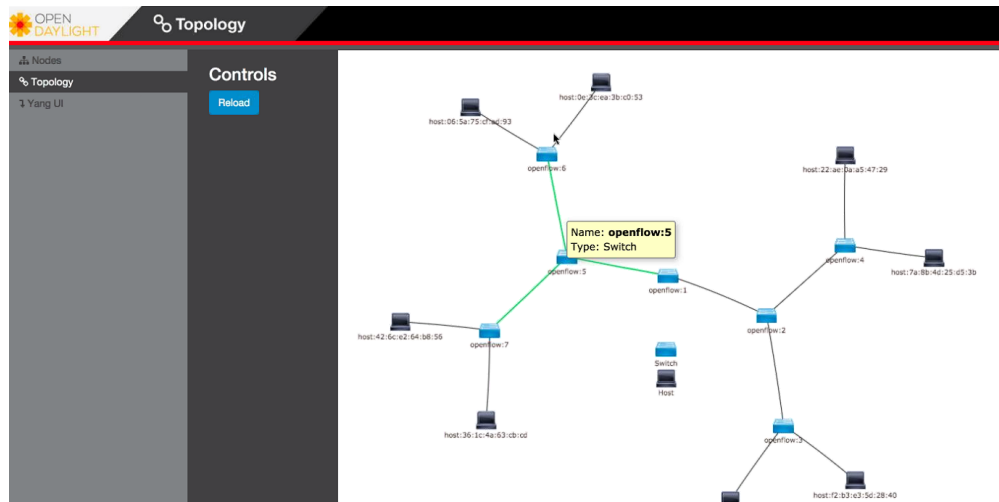 OPEN
DAYLIGHT
Topology
Nodes
Topology
Yang UI
Controls
Reload
host:0e:3c:ea:3b:c0:53
host:06:5a:75:cf:ad:93
openflow:6
host:22:ae:0a:a5:47:29
Name: openflow:5
Type: Switch
openflow:4
openflow:5
host:7a:8b:4d:25:d5:3b
openflow:1
openflow:2
host:42:6c:e2:64:b8:56
openflow:7
Switch
Host
host:36:1c:4a:63:cb:cd
openflow:3
host:f2:b3:e3:5d:28:40